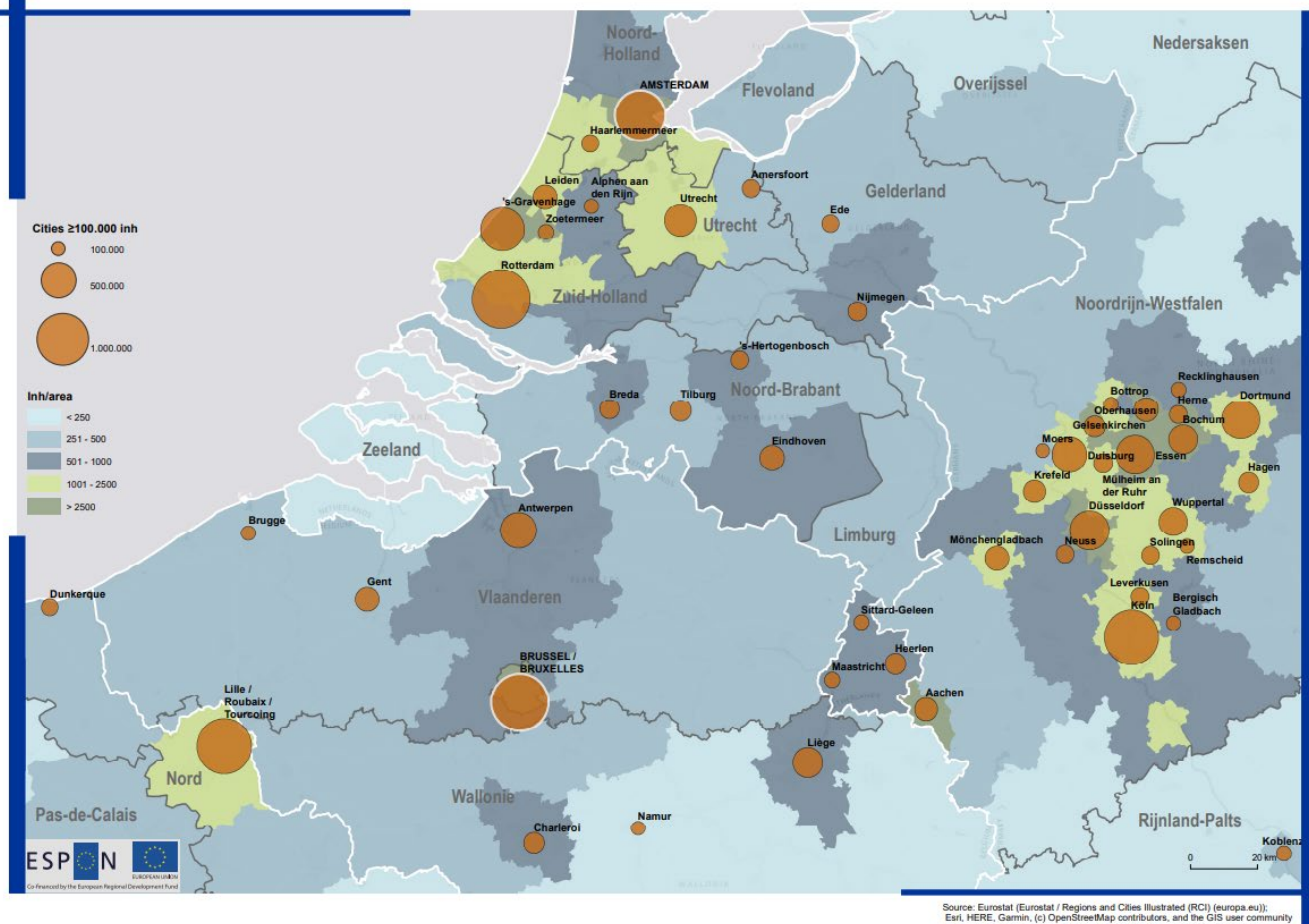 Noord-
Holland
Nedersaksen
Overijssel
Flevoland
AMSTERDAM
Haarlemmermeer
Leiden
Alphen aan
den Rijn
Amersfoort
Gelderland
's-Gravenhage
Utrecht
Ede
Zoetermeer
Utrecht
Cities ≥100.000 inh
100.000
500.000
1.000.000
Rotterdam
Zuid-Holland
Nijmegen
Noordrijn-Westfalen
's-Hertogenbosch
Noord-Brabant
Breda
Tilburg
Eindhoven
Inh/area
< 250
251 - 500
501 - 1000
1001 - 2500
> 2500
Zeeland
Recklinghausen
Bottrop
Herne
Dortmund
Oberhausen
Gelsenkirchen
Bochum
Moers
Duisburg
Essen
Hagen
Krefeld
Mülheim an
der Ruhr
Düsseldorf
Wuppertal
Antwerpen
Brugge
Limburg
Mönchengladbach
Neuss
Solingen
Remscheid
Dunkerque
Gent
Vlaanderen
Leverkusen
Köln
Bergisch
Gladbach
Sittard-Geleen
Heerlen
Maastricht
BRUSSEL /
BRUXELLES
Aachen
Lille /
Roubaix /
Tourcoing
Nord
Liège
Wallonie
Pas-de-Calais
Charleroi
Namur
Rijnland-Palts
Koblenz
0 20 km
ESPON
EUROPEAN UNION
Co-financed by the European Regional Development Fund
Source: Eurostat (Eurostat / Regions and Cities Illustrated (RCI) (europa.eu));
Esri, HERE, Garmin, (c) OpenStreetMap contributors, and the GIS user community